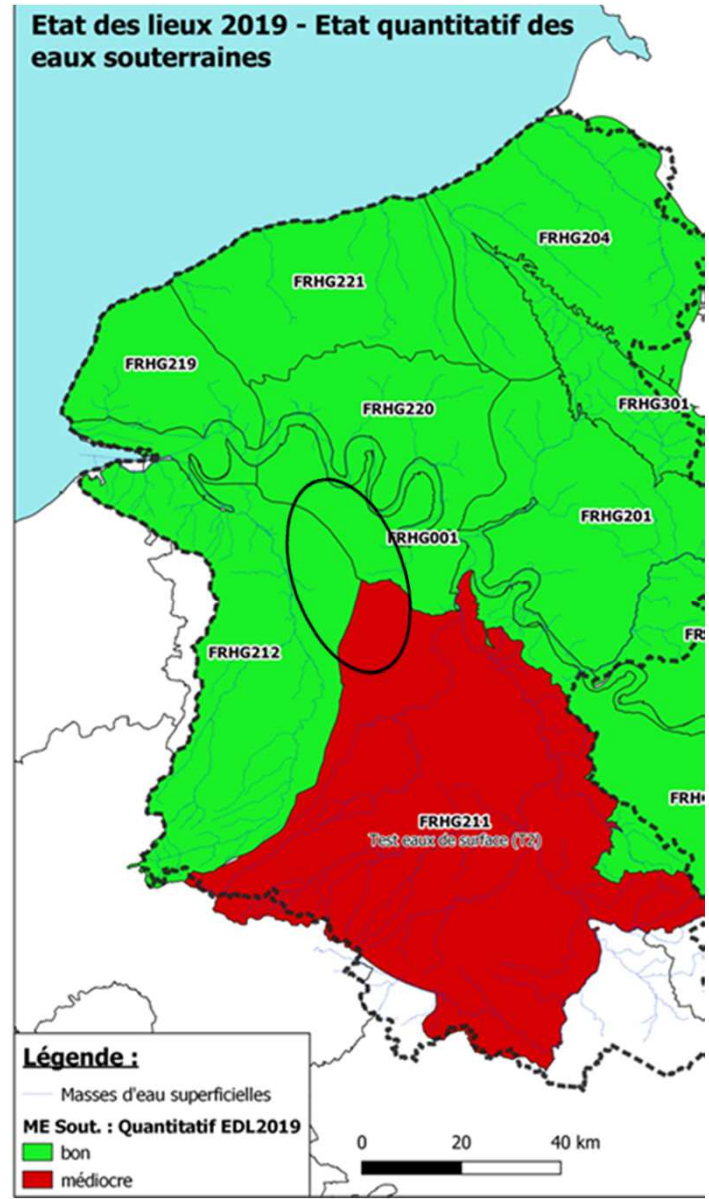 Etat des lieux 2019 - Etat quantitatif des
eaux souterraines
FRHG204
FRHG221
FRHG219
FRHG301
FRHG220
FRHG201
FRHG001
FRHG212
FRHG211
Test eaux de surface (T2)
Légende :
Masses d'eau superficielles
ME Sout. : Quantitatif EDL2019
bon
médiocre
0 20 40 km